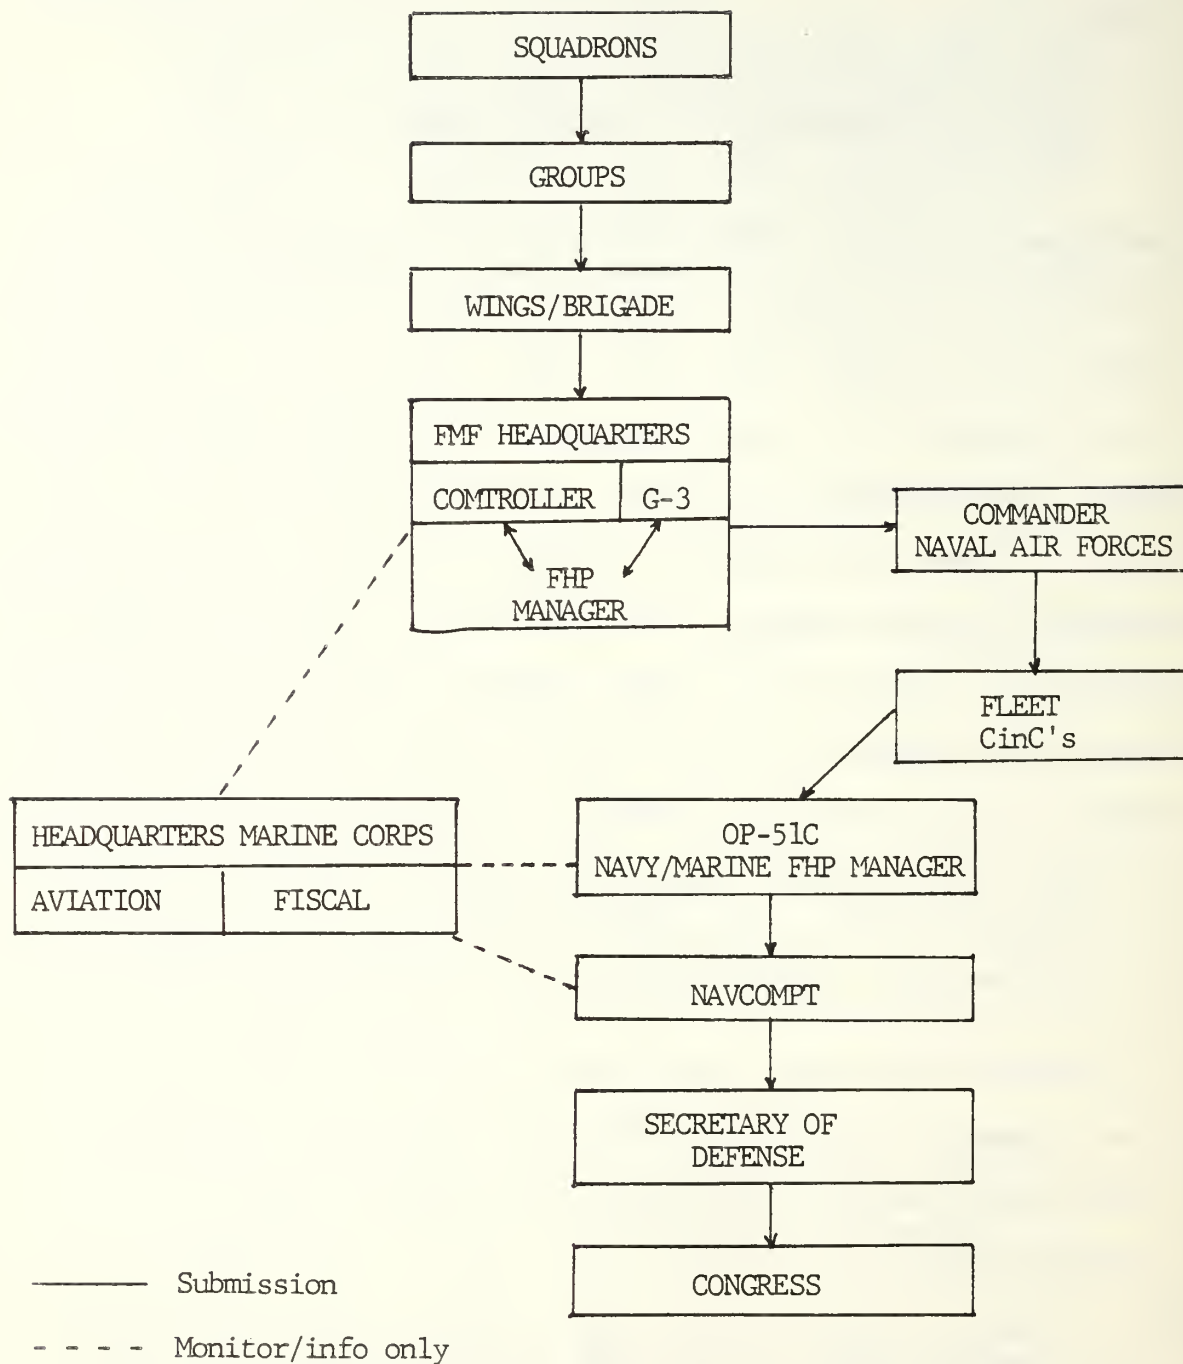 SQUADRONS
GROUPS
WINGS/BRIGADE
FMF HEADQUARTERS
COMTROLLER
G-3
FHP
MANAGER
COMMANDER
NAVAL AIR FORCES
FLEET
CinC's
HEADQUARTERS MARINE CORPS
AVIATION
FISCAL
OP-51C
NAVY/MARINE FHP MANAGER
NAVCOMPT
SECRETARY OF
DEFENSE
CONGRESS
Submission
Monitor/info only